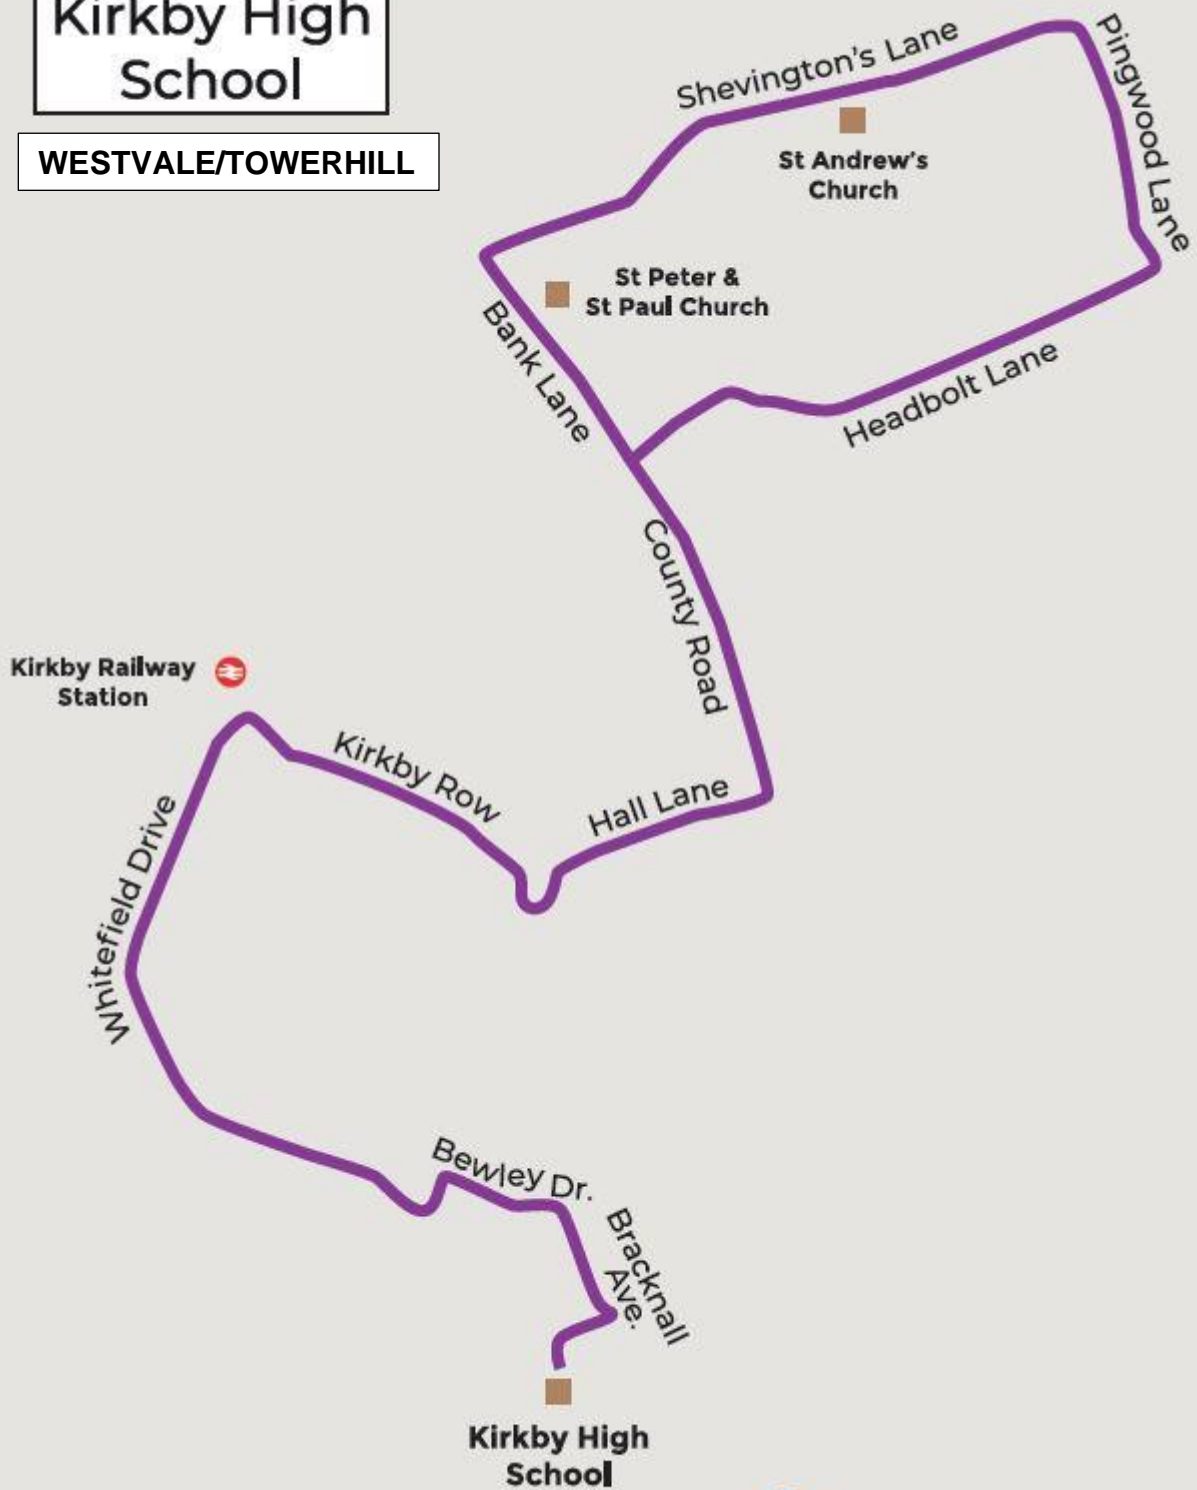 Kirkby High
School
WESTVALE/TOWERHILL
Shevington's Lane
Pingwood Lane
St Andrew's
Church
St Peter &
St Paul Church
Bank Lane
Headbolt Lane
County Road
Kirkby Railway
Station
Kirkby Row
Hall Lane
Whitefield Drive
Bewley Dr.
Bracknall
Ave.
Kirkby High
School